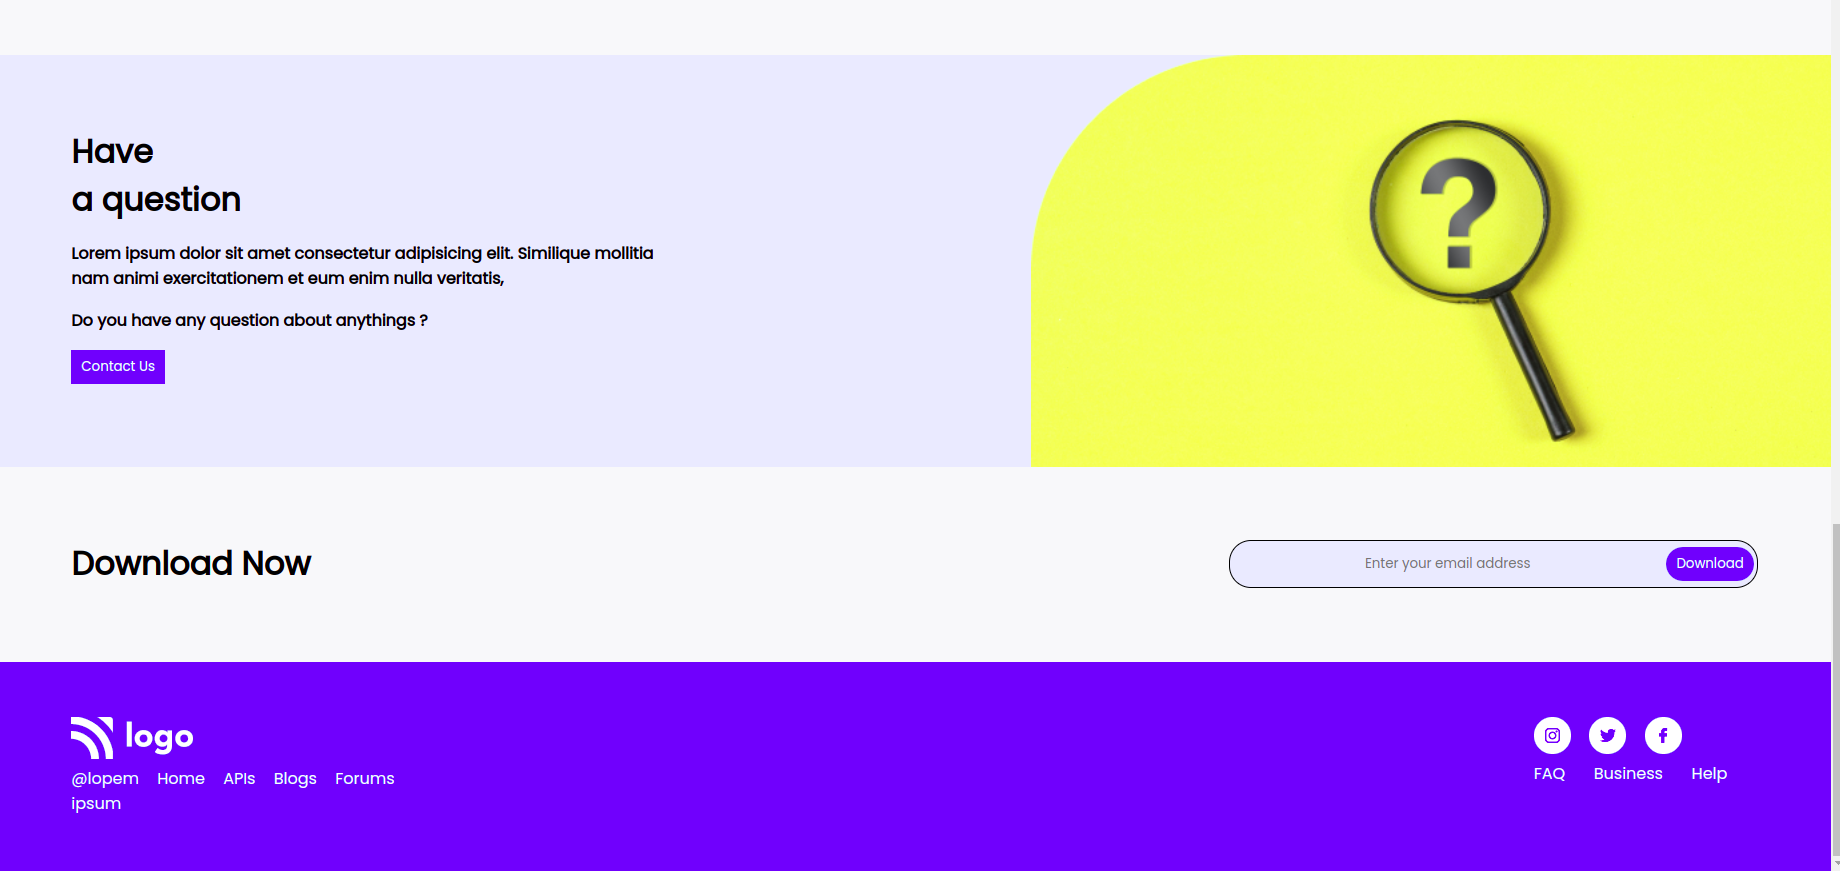 Have
a question
Lorem ipsum dolor sit amet consectetur adipisicing elit. Similique mollitia
nam animi exercitationem et eum enim nulla veritatis,
Do you have any question about anythings ?
Contact Us
?
Download Now
Enter your email address
Download
logo
@lopem Home APIs Blogs Forums
ipsum
FAQ Business Help